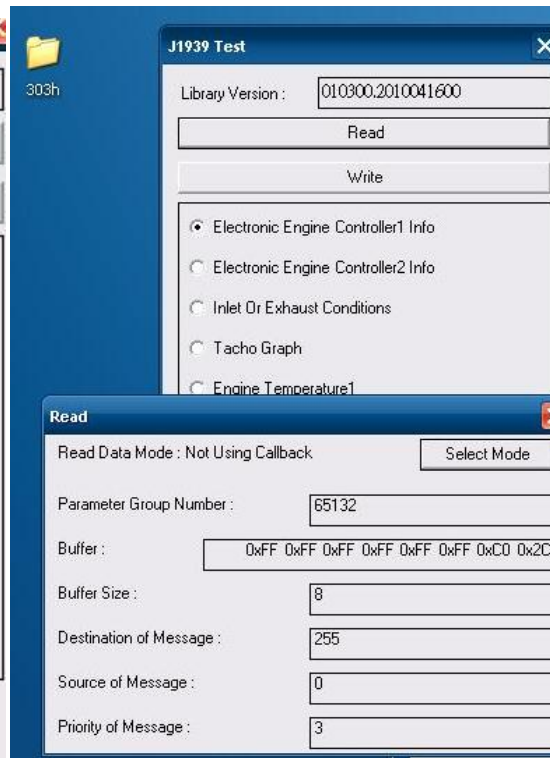 303h
J1939 Test
Library Version : 010300.2010041600
Read
Write
Electronic Engine Controller1 Info
Electronic Engine Controller2 Info
Inlet Or Exhaust Conditions
Tacho Graph
Engine Temperature1
Read
Read Data Mode : Not Using Callback Select Mode
Parameter Group Number : 65132
Buffer : 0xFF 0xFF 0xFF 0xFF 0xFF 0xFF 0xC0 0x2C
Buffer Size : 8
Destination of Message : 255
Source of Message : 0
Priority of Message : 3